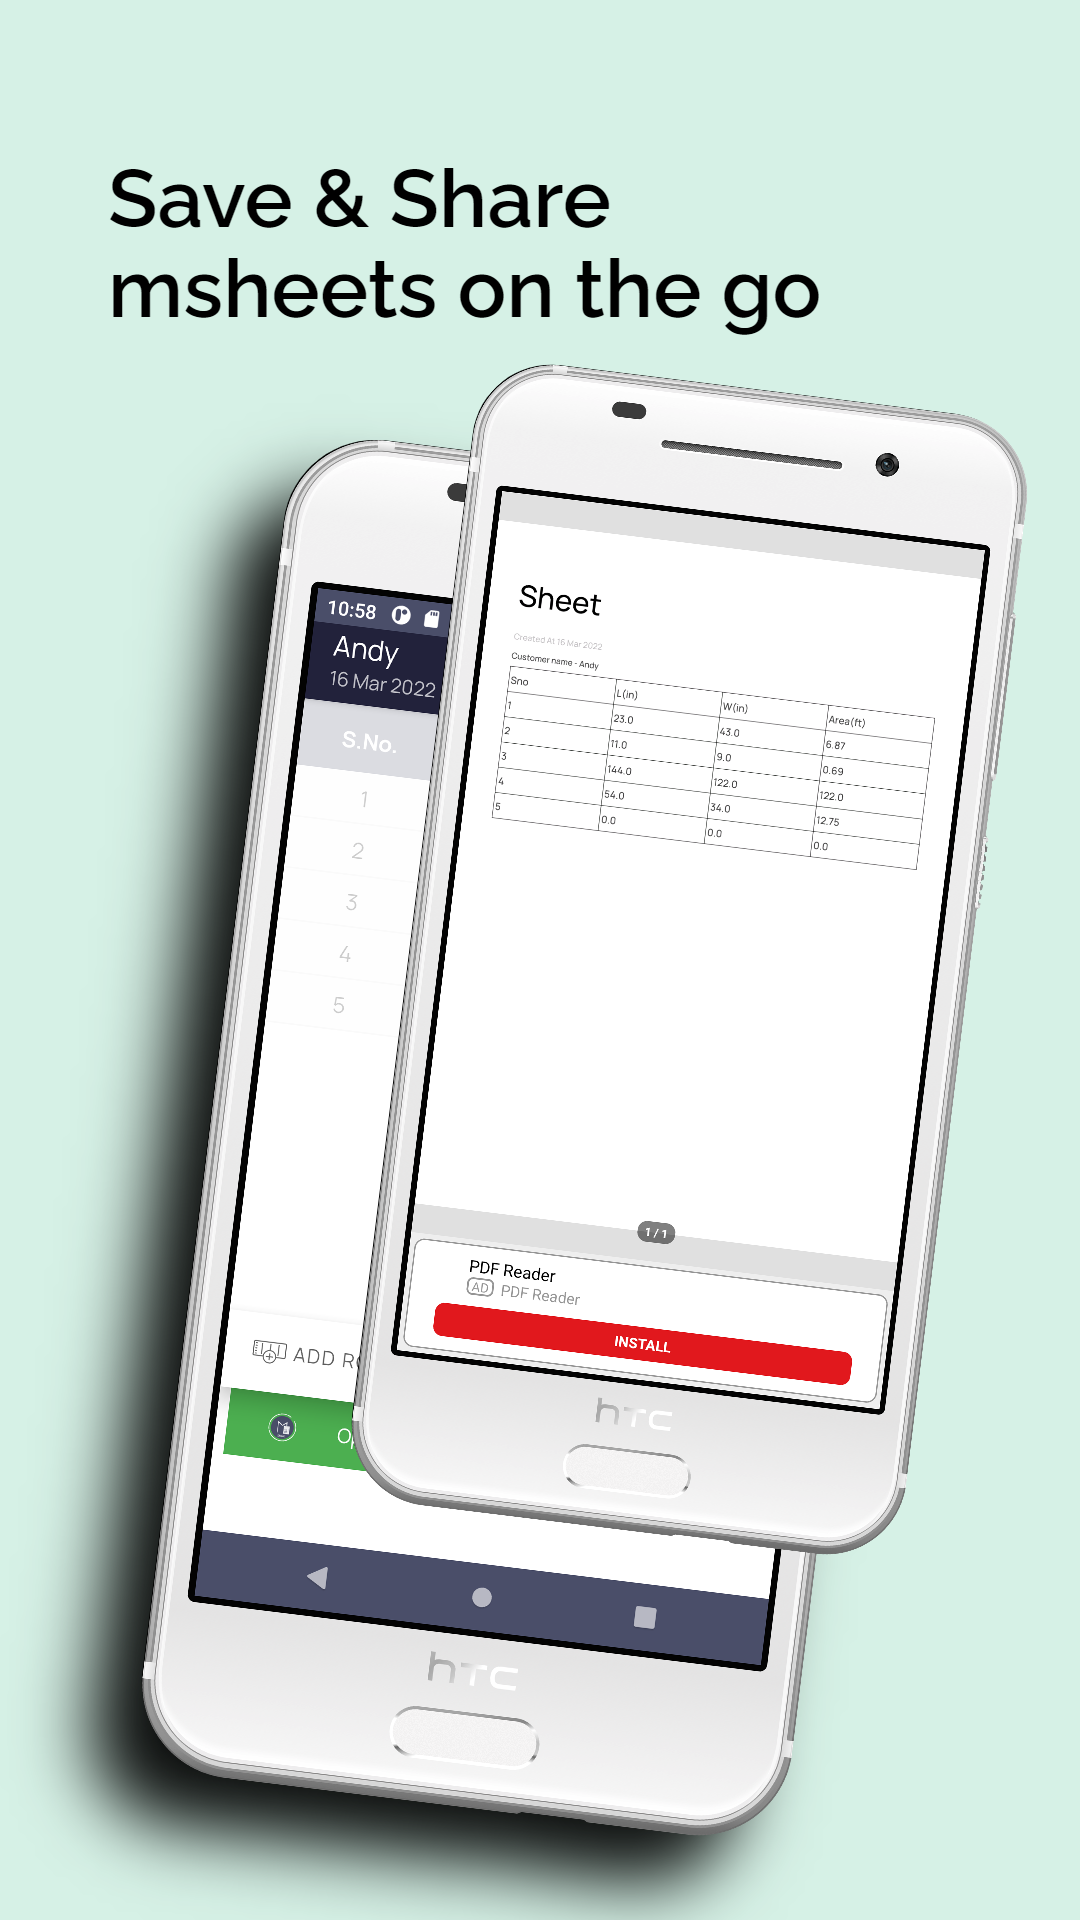 Save & Share
msheets on the go
10:58
Andy
16 Mar 2022
S.No.
1
2
3
4
5
ADD
htc
Sheet
Created At 16 Mar 2022
Customer name - Andy
Sno L(in) W(in) Area(ft)
1 23.0 43.0 6.87
2 11.0 9.0 0.69
3 144.0 122.0 122.0
4 54.0 34.0 12.75
5 0.0 0.0 0.0
1 / 1
PDF Reader
AD PDF Reader
INSTALL
htc